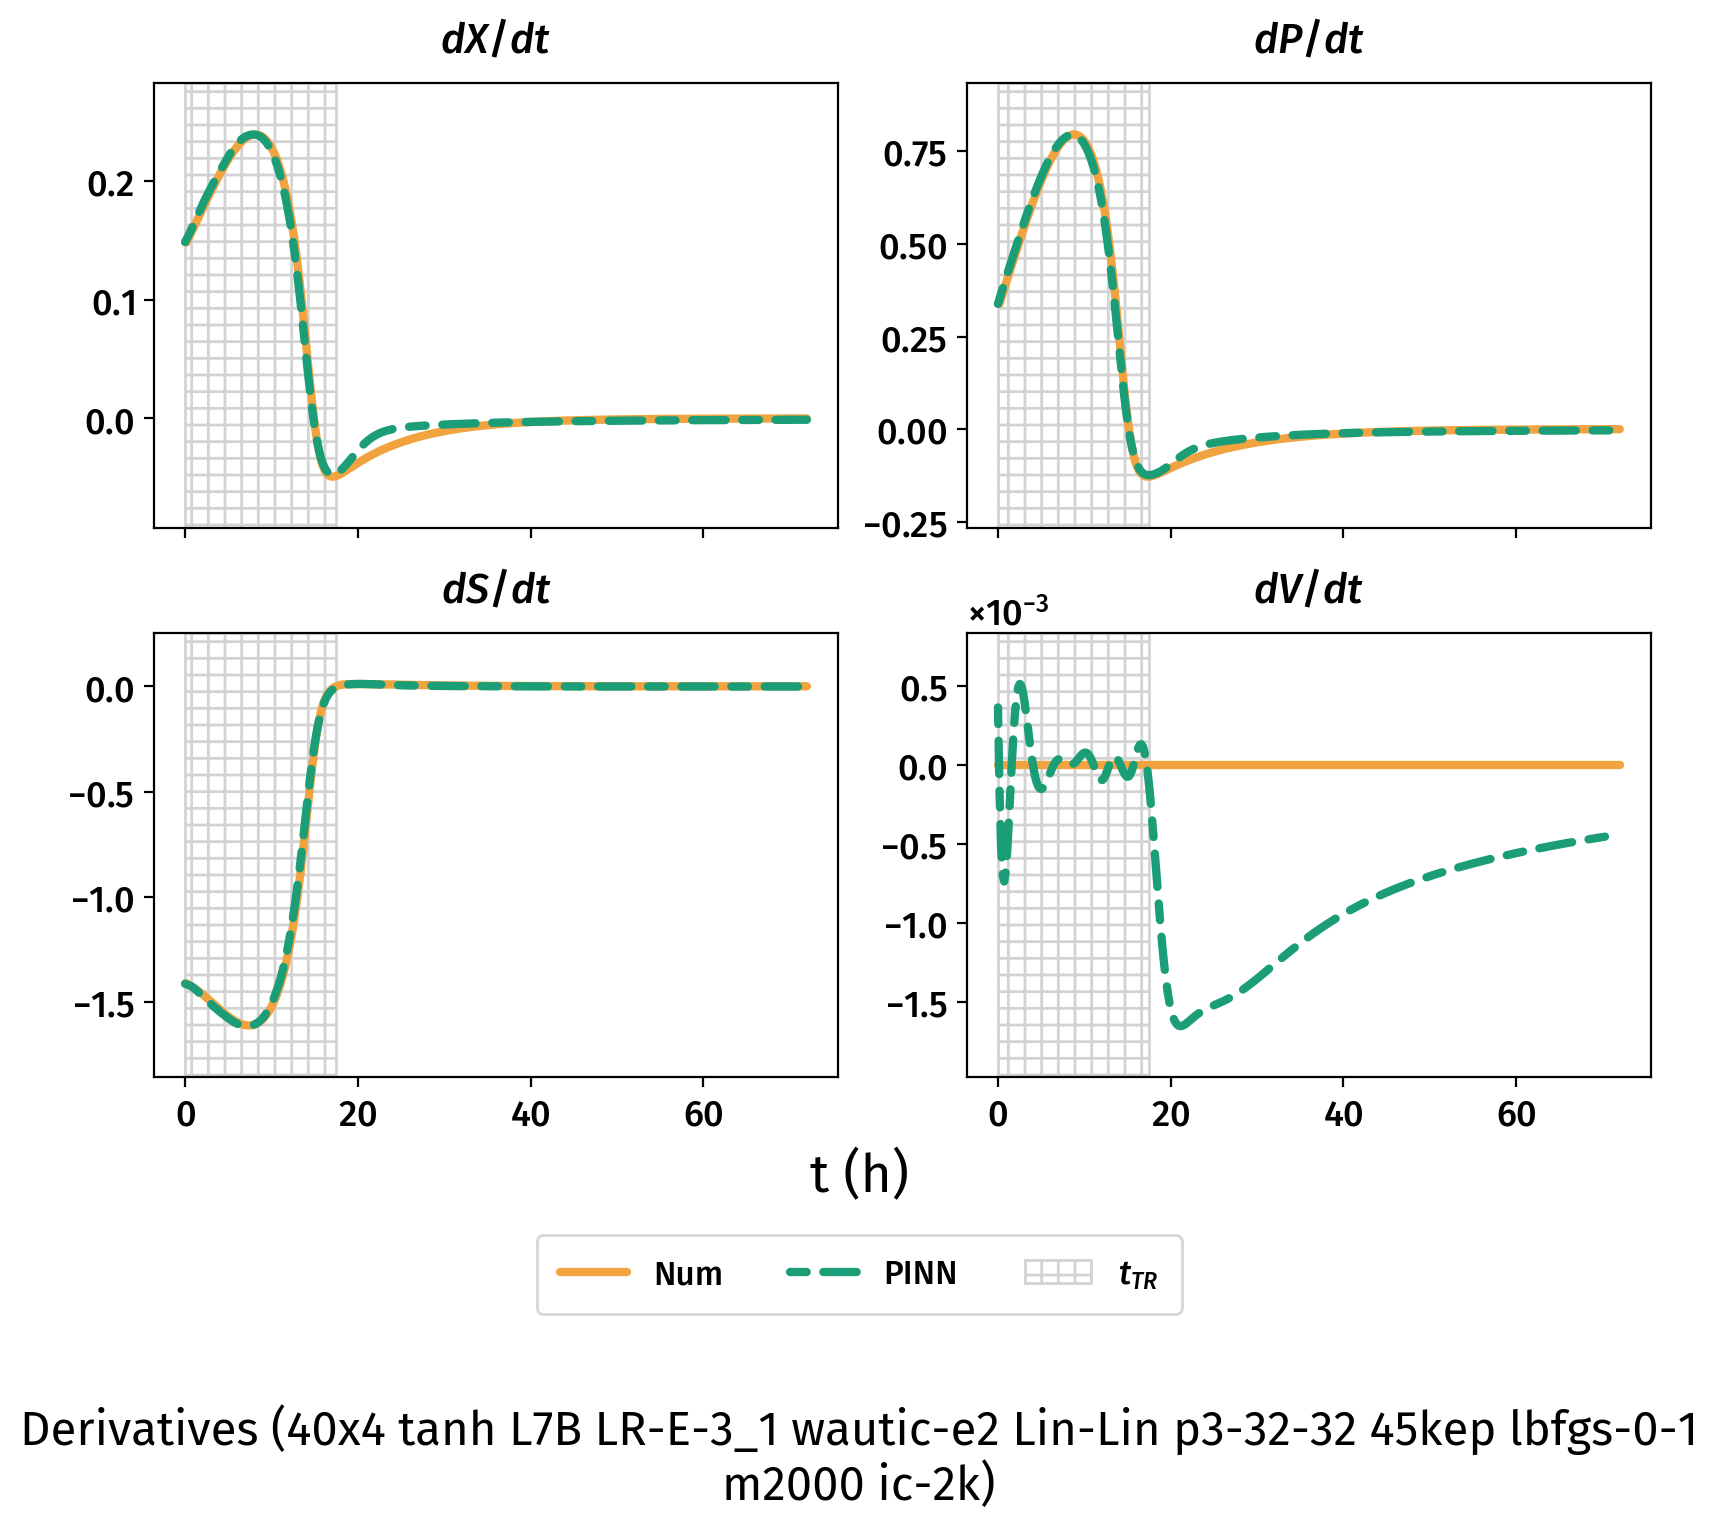 dX/dt
0.2
0.1
0.0
dP/dt
0.75
0.50
0.25
0.00
−0.25
dS/dt
0.0
−0.5
−1.0
−1.5
0 20 40 60
dV/dt
×10⁻³
0.5
0.0
−0.5
−1.0
−1.5
0 20 40 60
t (h)
Num PINN t_TR
Derivatives (40x4 tanh L7B LR-E-3_1 wautic-e2 Lin-Lin p3-32-32 45kep lbfgs-0-1
m2000 ic-2k)